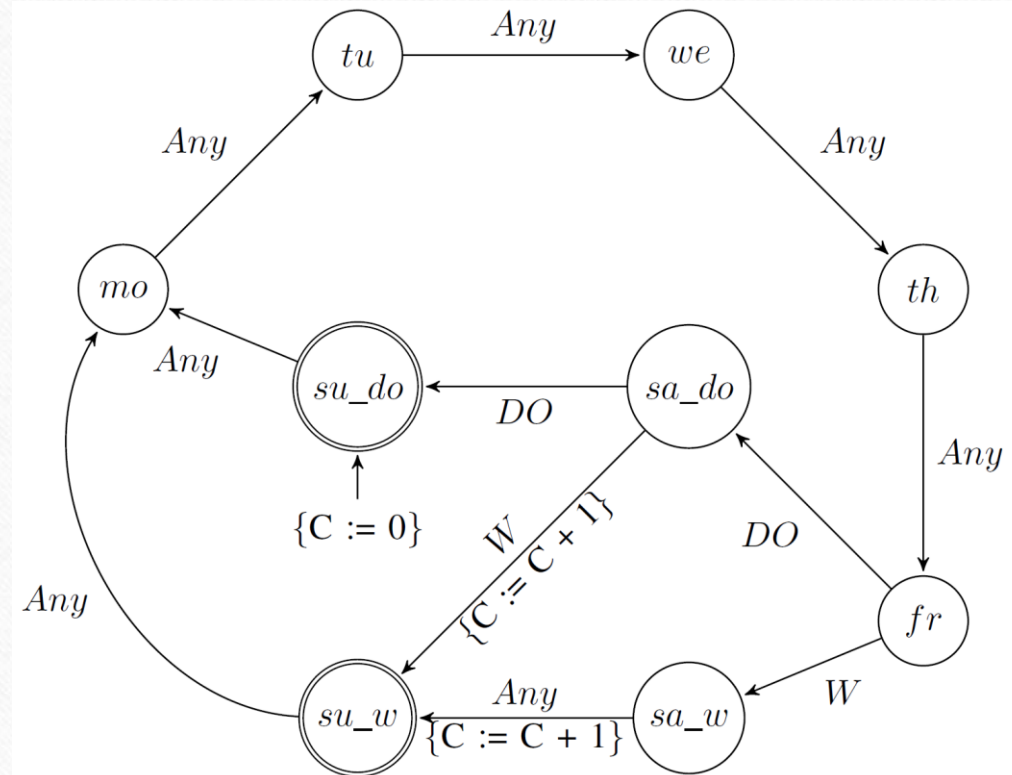 Any
tu
we
Any
Any
mo
th
Any
su_do
sa_do
DO
Any
{C := 0}
W
{C := C + 1}
DO
Any
fr
W
su_w
Any
{C := C + 1}
sa_w